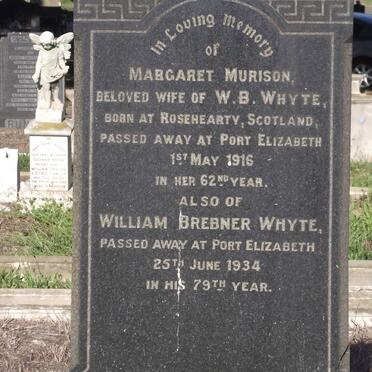 In Loving Memory
of
MARGARET MURISON,
BELOVED WIFE OF W.B. WHYTE,
BORN AT ROSEHEARTY, SCOTLAND,
PASSED AWAY AT PORT ELIZABETH
1ST MAY 1916
IN HER 62ND YEAR.
ALSO OF
WILLIAM BREBNER WHYTE,
PASSED AWAY AT PORT ELIZABETH
25TH JUNE 1934
IN HIS 79TH YEAR.